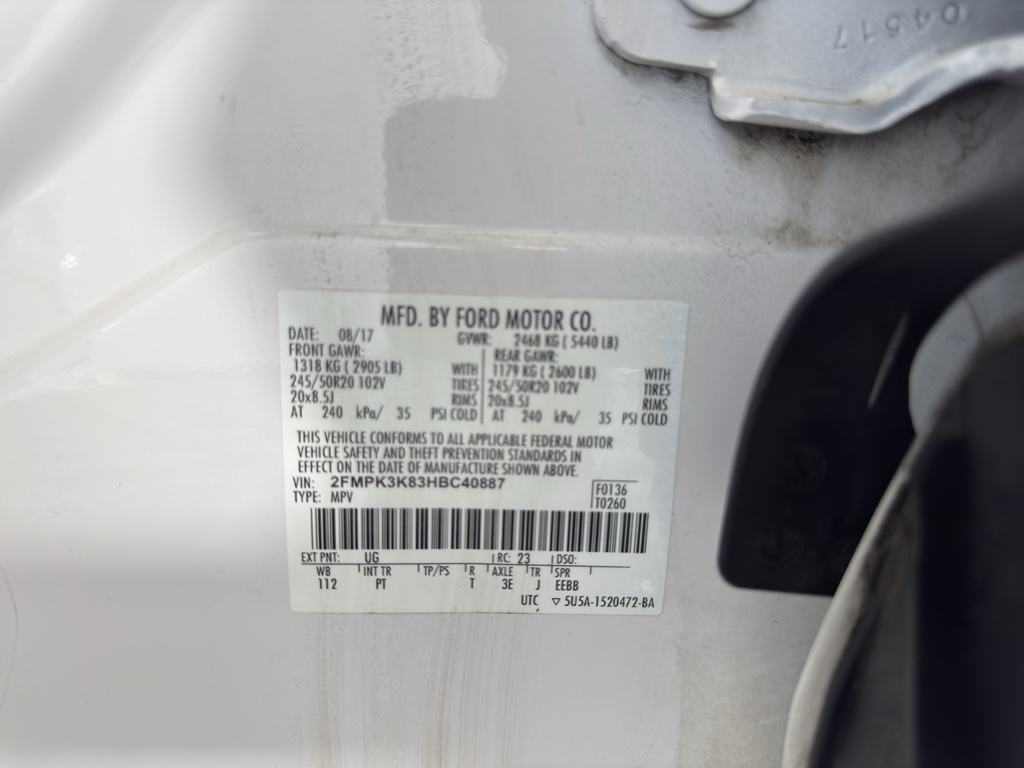 04517
MFD. BY FORD MOTOR CO.
DATE: 08/17 GVWR: 2468 KG ( 5440 LB)
FRONT GAWR: REAR GAWR:
1318 KG ( 2905 LB) WITH 1179 KG ( 2600 LB) WITH
245/50R20 102V TIRES 245/50R20 102V TIRES
20x8.5J RIMS 20x8.5J RIMS
AT 240 kPa/ 35 PSI COLD AT 240 kPa/ 35 PSI COLD
THIS VEHICLE CONFORMS TO ALL APPLICABLE FEDERAL MOTOR
VEHICLE SAFETY AND THEFT PREVENTION STANDARDS IN
EFFECT ON THE DATE OF MANUFACTURE SHOWN ABOVE.
VIN: 2FMPK3K83HBC40887 F0136
TYPE: MPV T0260
EXT PNT: UG RC: 23 DSO:
WB INT TR TP/PS R AXLE TR SPR
112 PT T 3E J EEBB
UTC ▽ 5U5A-1520472-BA